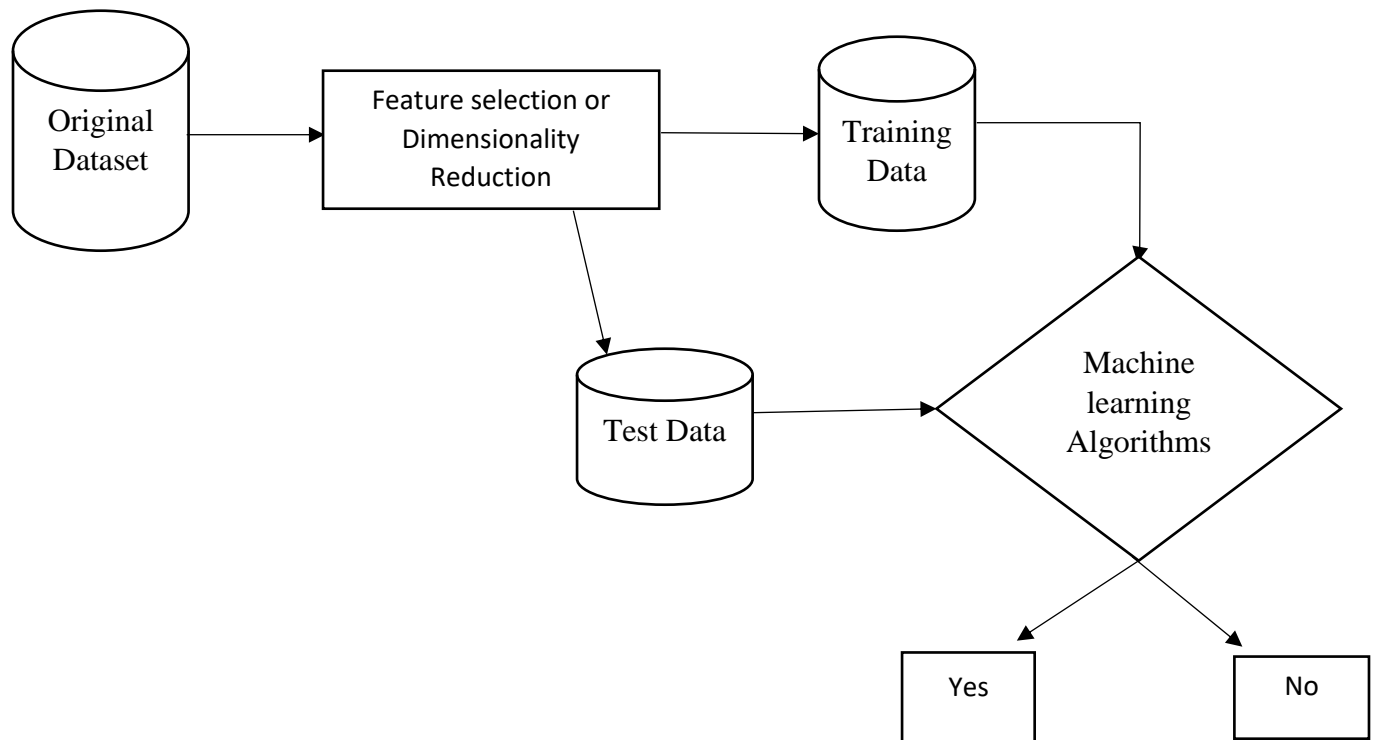 Original
Dataset
Feature selection or
Dimensionality
Reduction
Training
Data
Test Data
Machine
learning
Algorithms
Yes
No